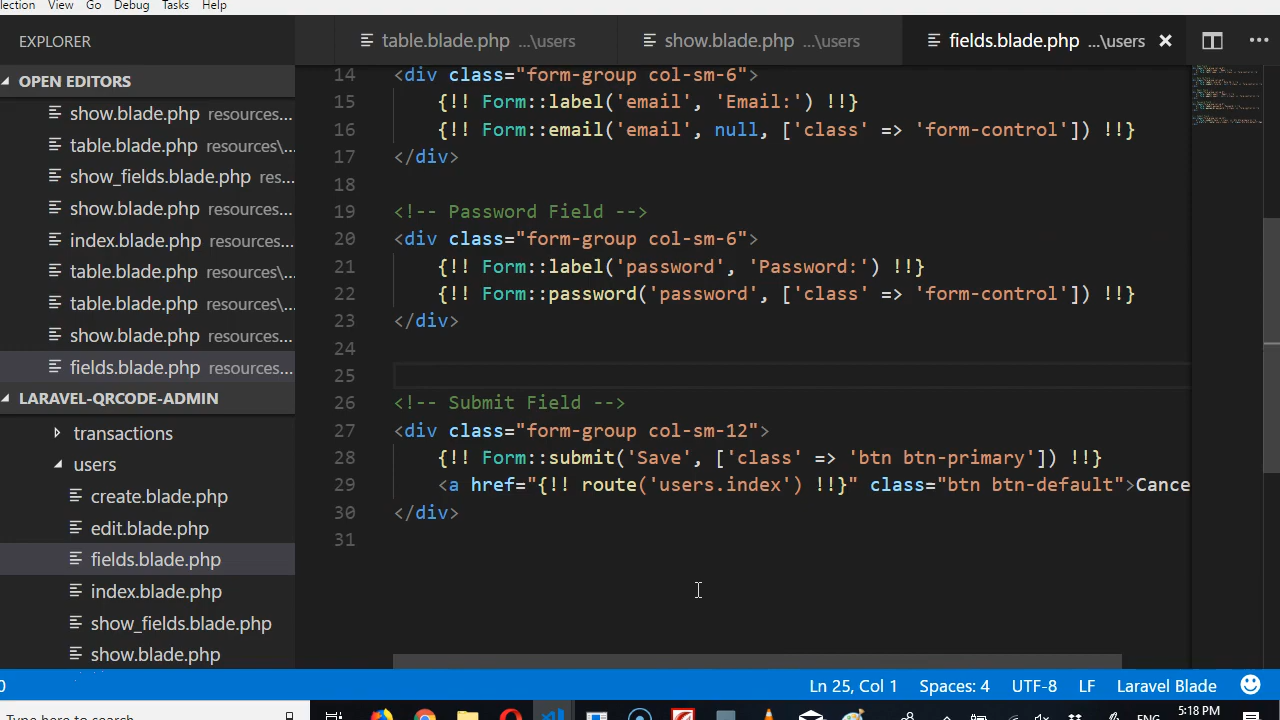 lection View Go Debug Tasks Help
EXPLORER
table.blade.php ...\users
show.blade.php ...\users
fields.blade.php ...\users
OPEN EDITORS
show.blade.php resources...
table.blade.php resources\...
show_fields.blade.php res...
show.blade.php resources...
index.blade.php resources...
table.blade.php resources\...
table.blade.php resources\...
show.blade.php resources...
fields.blade.php resources...
LARAVEL-QRCODE-ADMIN
transactions
users
create.blade.php
edit.blade.php
fields.blade.php
index.blade.php
show_fields.blade.php
show.blade.php
14 <div class="form-group col-sm-6">
15 {!! Form::label('email', 'Email:') !!}
16 {!! Form::email('email', null, ['class' => 'form-control']) !!}
17 </div>
18
19 <!-- Password Field -->
20 <div class="form-group col-sm-6">
21 {!! Form::label('password', 'Password:') !!}
22 {!! Form::password('password', ['class' => 'form-control']) !!}
23 </div>
24
25
26 <!-- Submit Field -->
27 <div class="form-group col-sm-12">
28 {!! Form::submit('Save', ['class' => 'btn btn-primary']) !!}
29 <a href="{!! route('users.index') !!}" class="btn btn-default">Cance
30 </div>
31
0 Ln 25, Col 1 Spaces: 4 UTF-8 LF Laravel Blade
Type here to search
5:18 PM